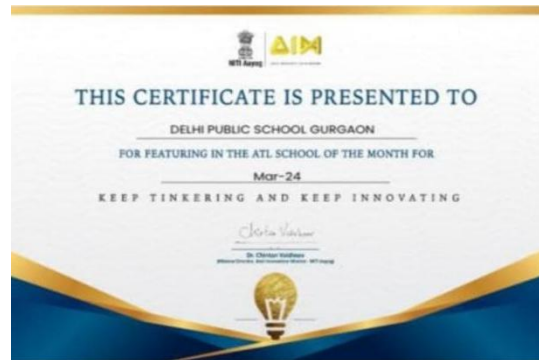 NITI Aayog
AIM
THIS CERTIFICATE IS PRESENTED TO
DELHI PUBLIC SCHOOL GURGAON
FOR FEATURING IN THE ATL SCHOOL OF THE MONTH FOR
Mar-24
KEEP TINKERING AND KEEP INNOVATING
Dr. Chintan Vaishnav